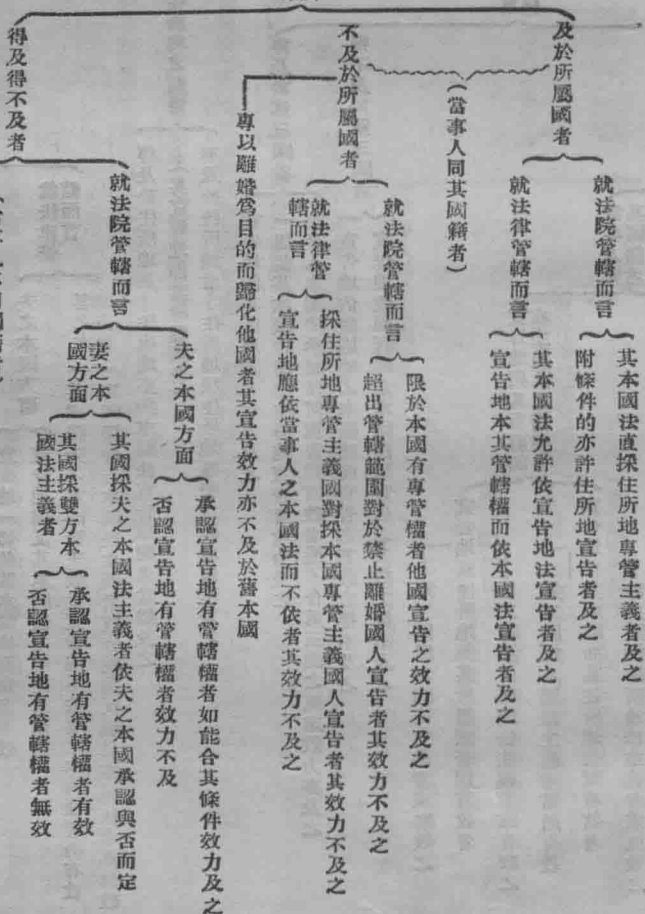 及於所屬國者
就法院管轄而言
其本國法直採住所地專管主義者及之
附條件的亦許住所地宣告者及之
就法律管轄而言
其本國法允許依宣告地法宣告者及之
宣告地本其管轄權而依本國法宣告者及之
（當事人同其國籍者）
不及於所屬國者
就法院管轄而言
限於本國有專管權者他國宣告之效力不及之
超出管轄範圍對於禁止離婚國人宣告者其效力不及之
就法律管
轄而言
採住所地專管主義國對採本國專管主義國人宣告者其效力不及之
宣告地應依當事人之本國法而不依者其效力不及之
專以離婚爲目的而歸化他國者其宣告效力亦不及於舊本國
得及得不及者
就法院管轄而言
夫之本國方面
承認宣告地有管轄權者如能合其條件效力及之
否認宣告地有管轄權者效力不及
妻之本
國方面
其國採夫之本國法主義者依夫之本國承認與否而定
其國採雙方本
國法主義者
承認宣告地有管轄權者有效
否認宣告地有管轄權者無效